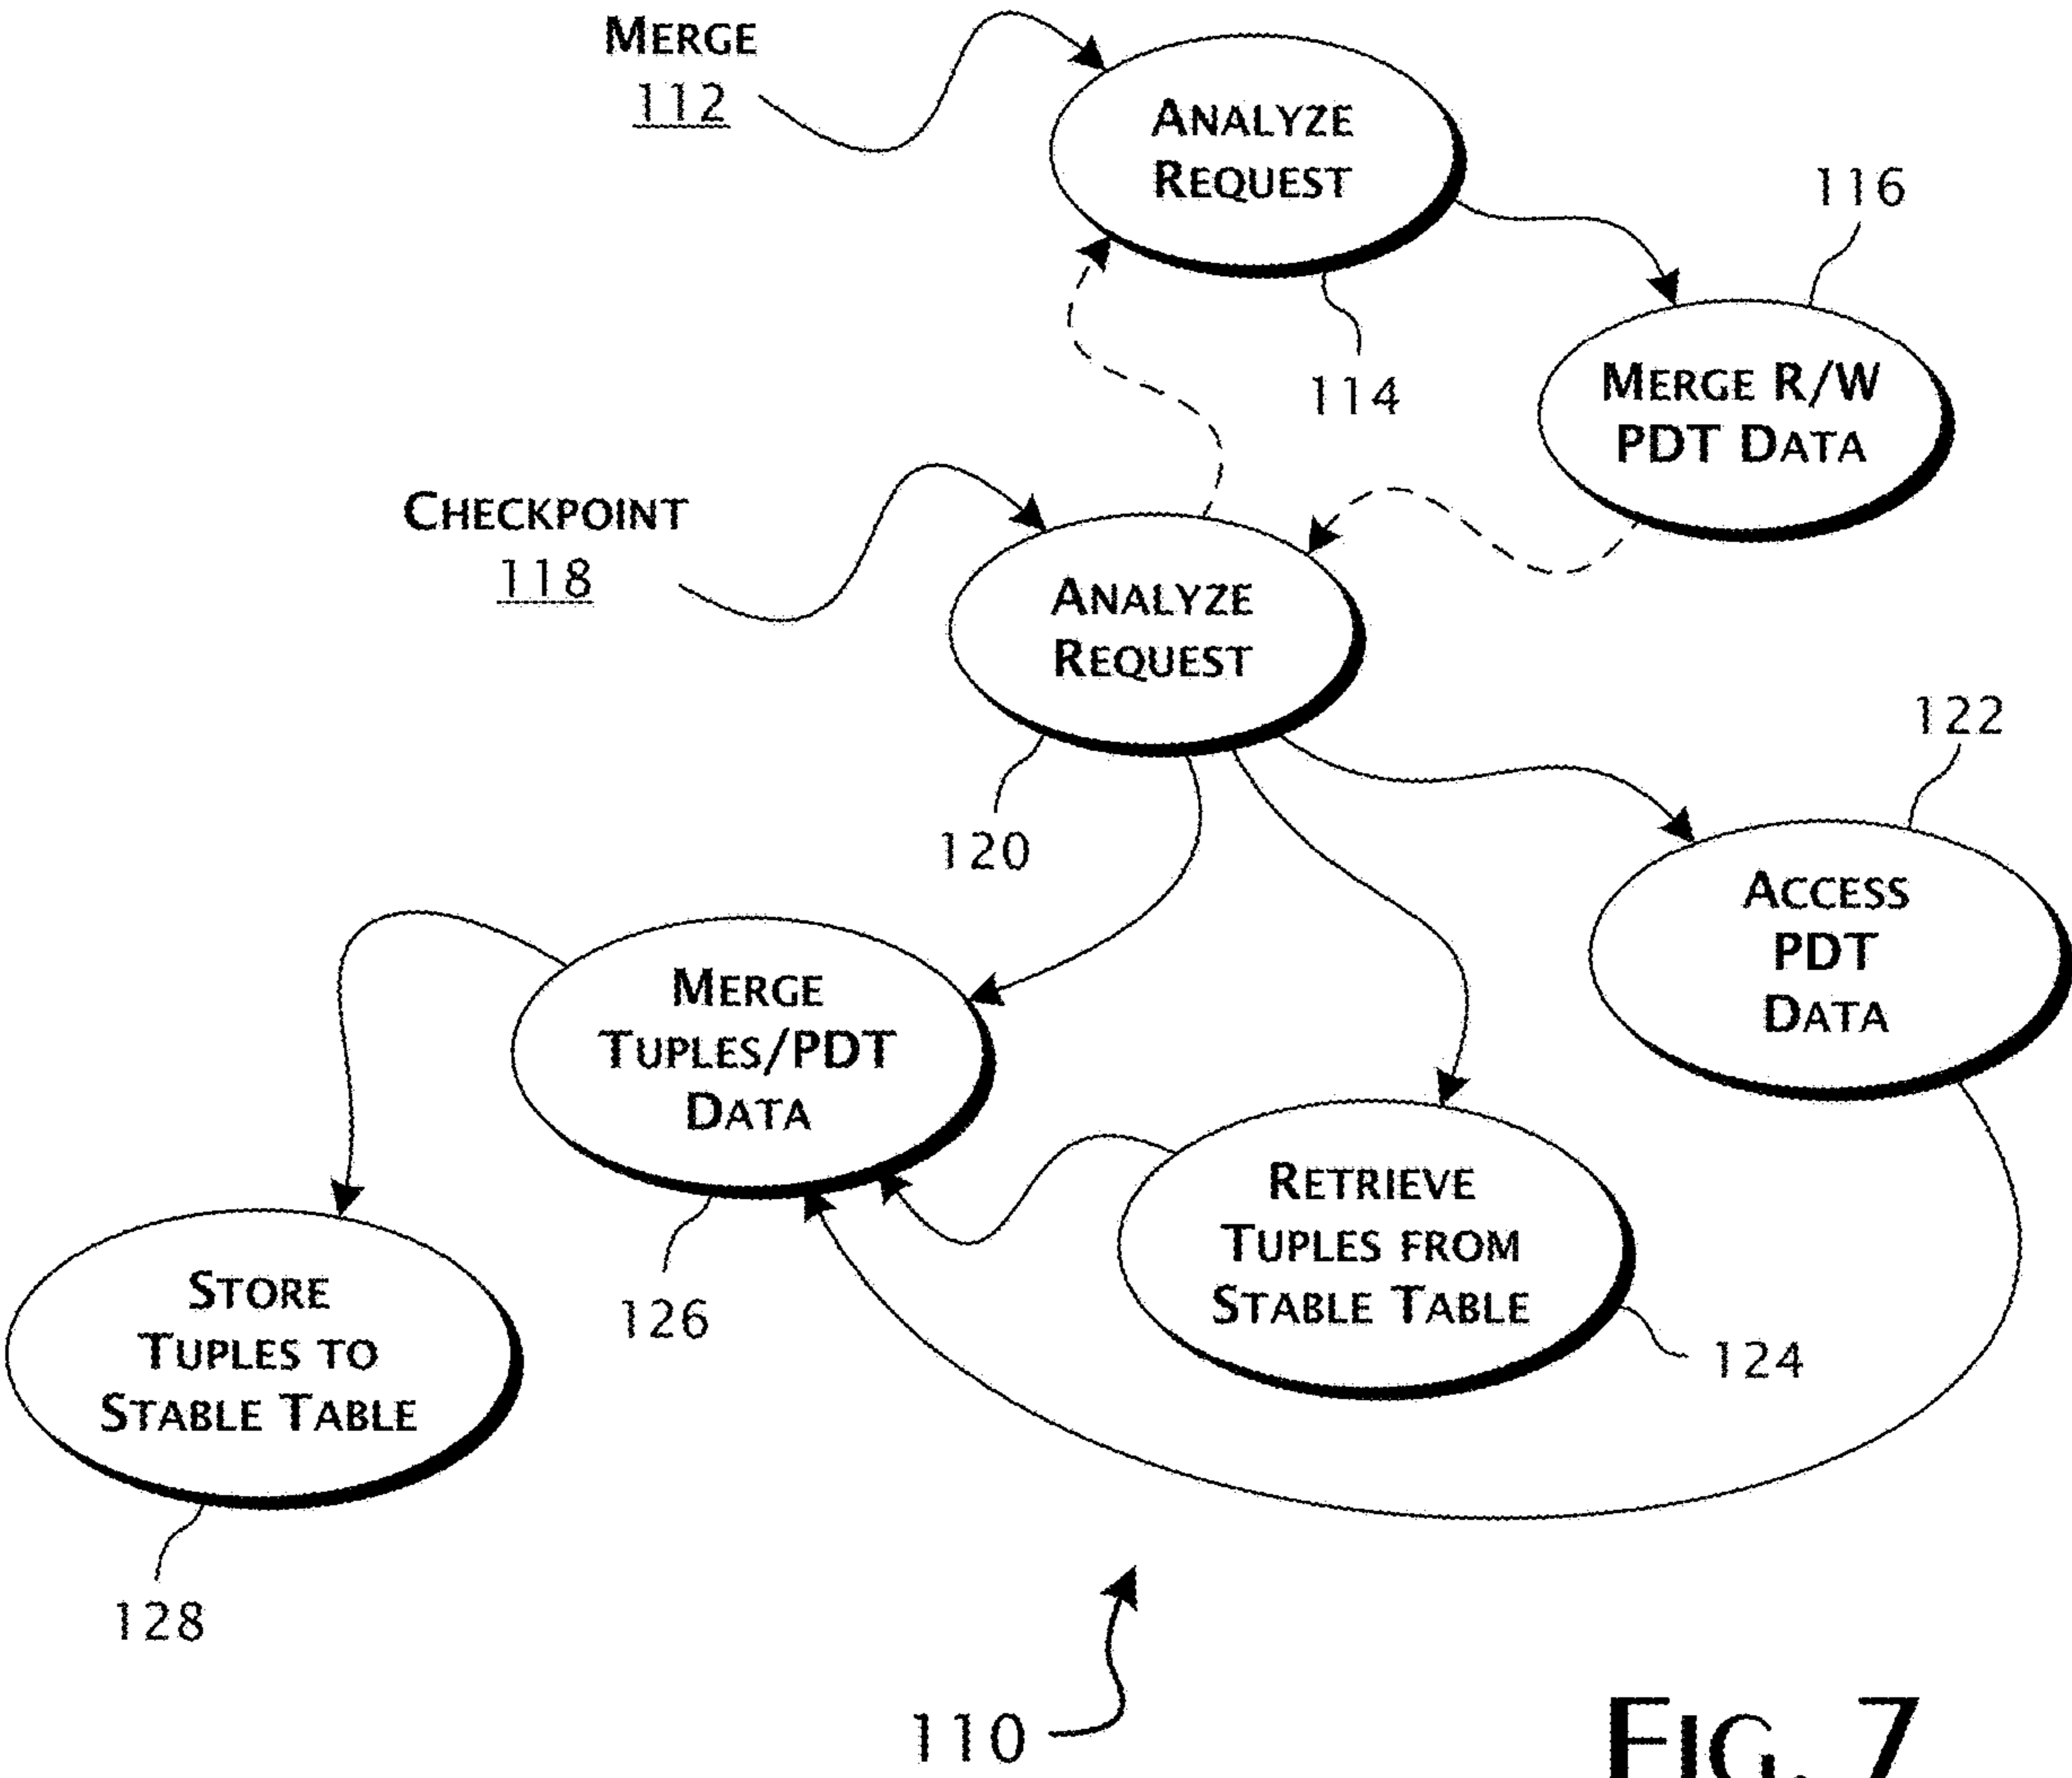 MERGE
112
ANALYZE
REQUEST
116
114
MERGE R/W
PDT DATA
CHECKPOINT
118
ANALYZE
REQUEST
122
120
ACCESS
PDT
DATA
MERGE
TUPLES/PDT
DATA
RETRIEVE
TUPLES FROM
STABLE TABLE
STORE
TUPLES TO
STABLE TABLE
126
124
128
110
FIG. 7